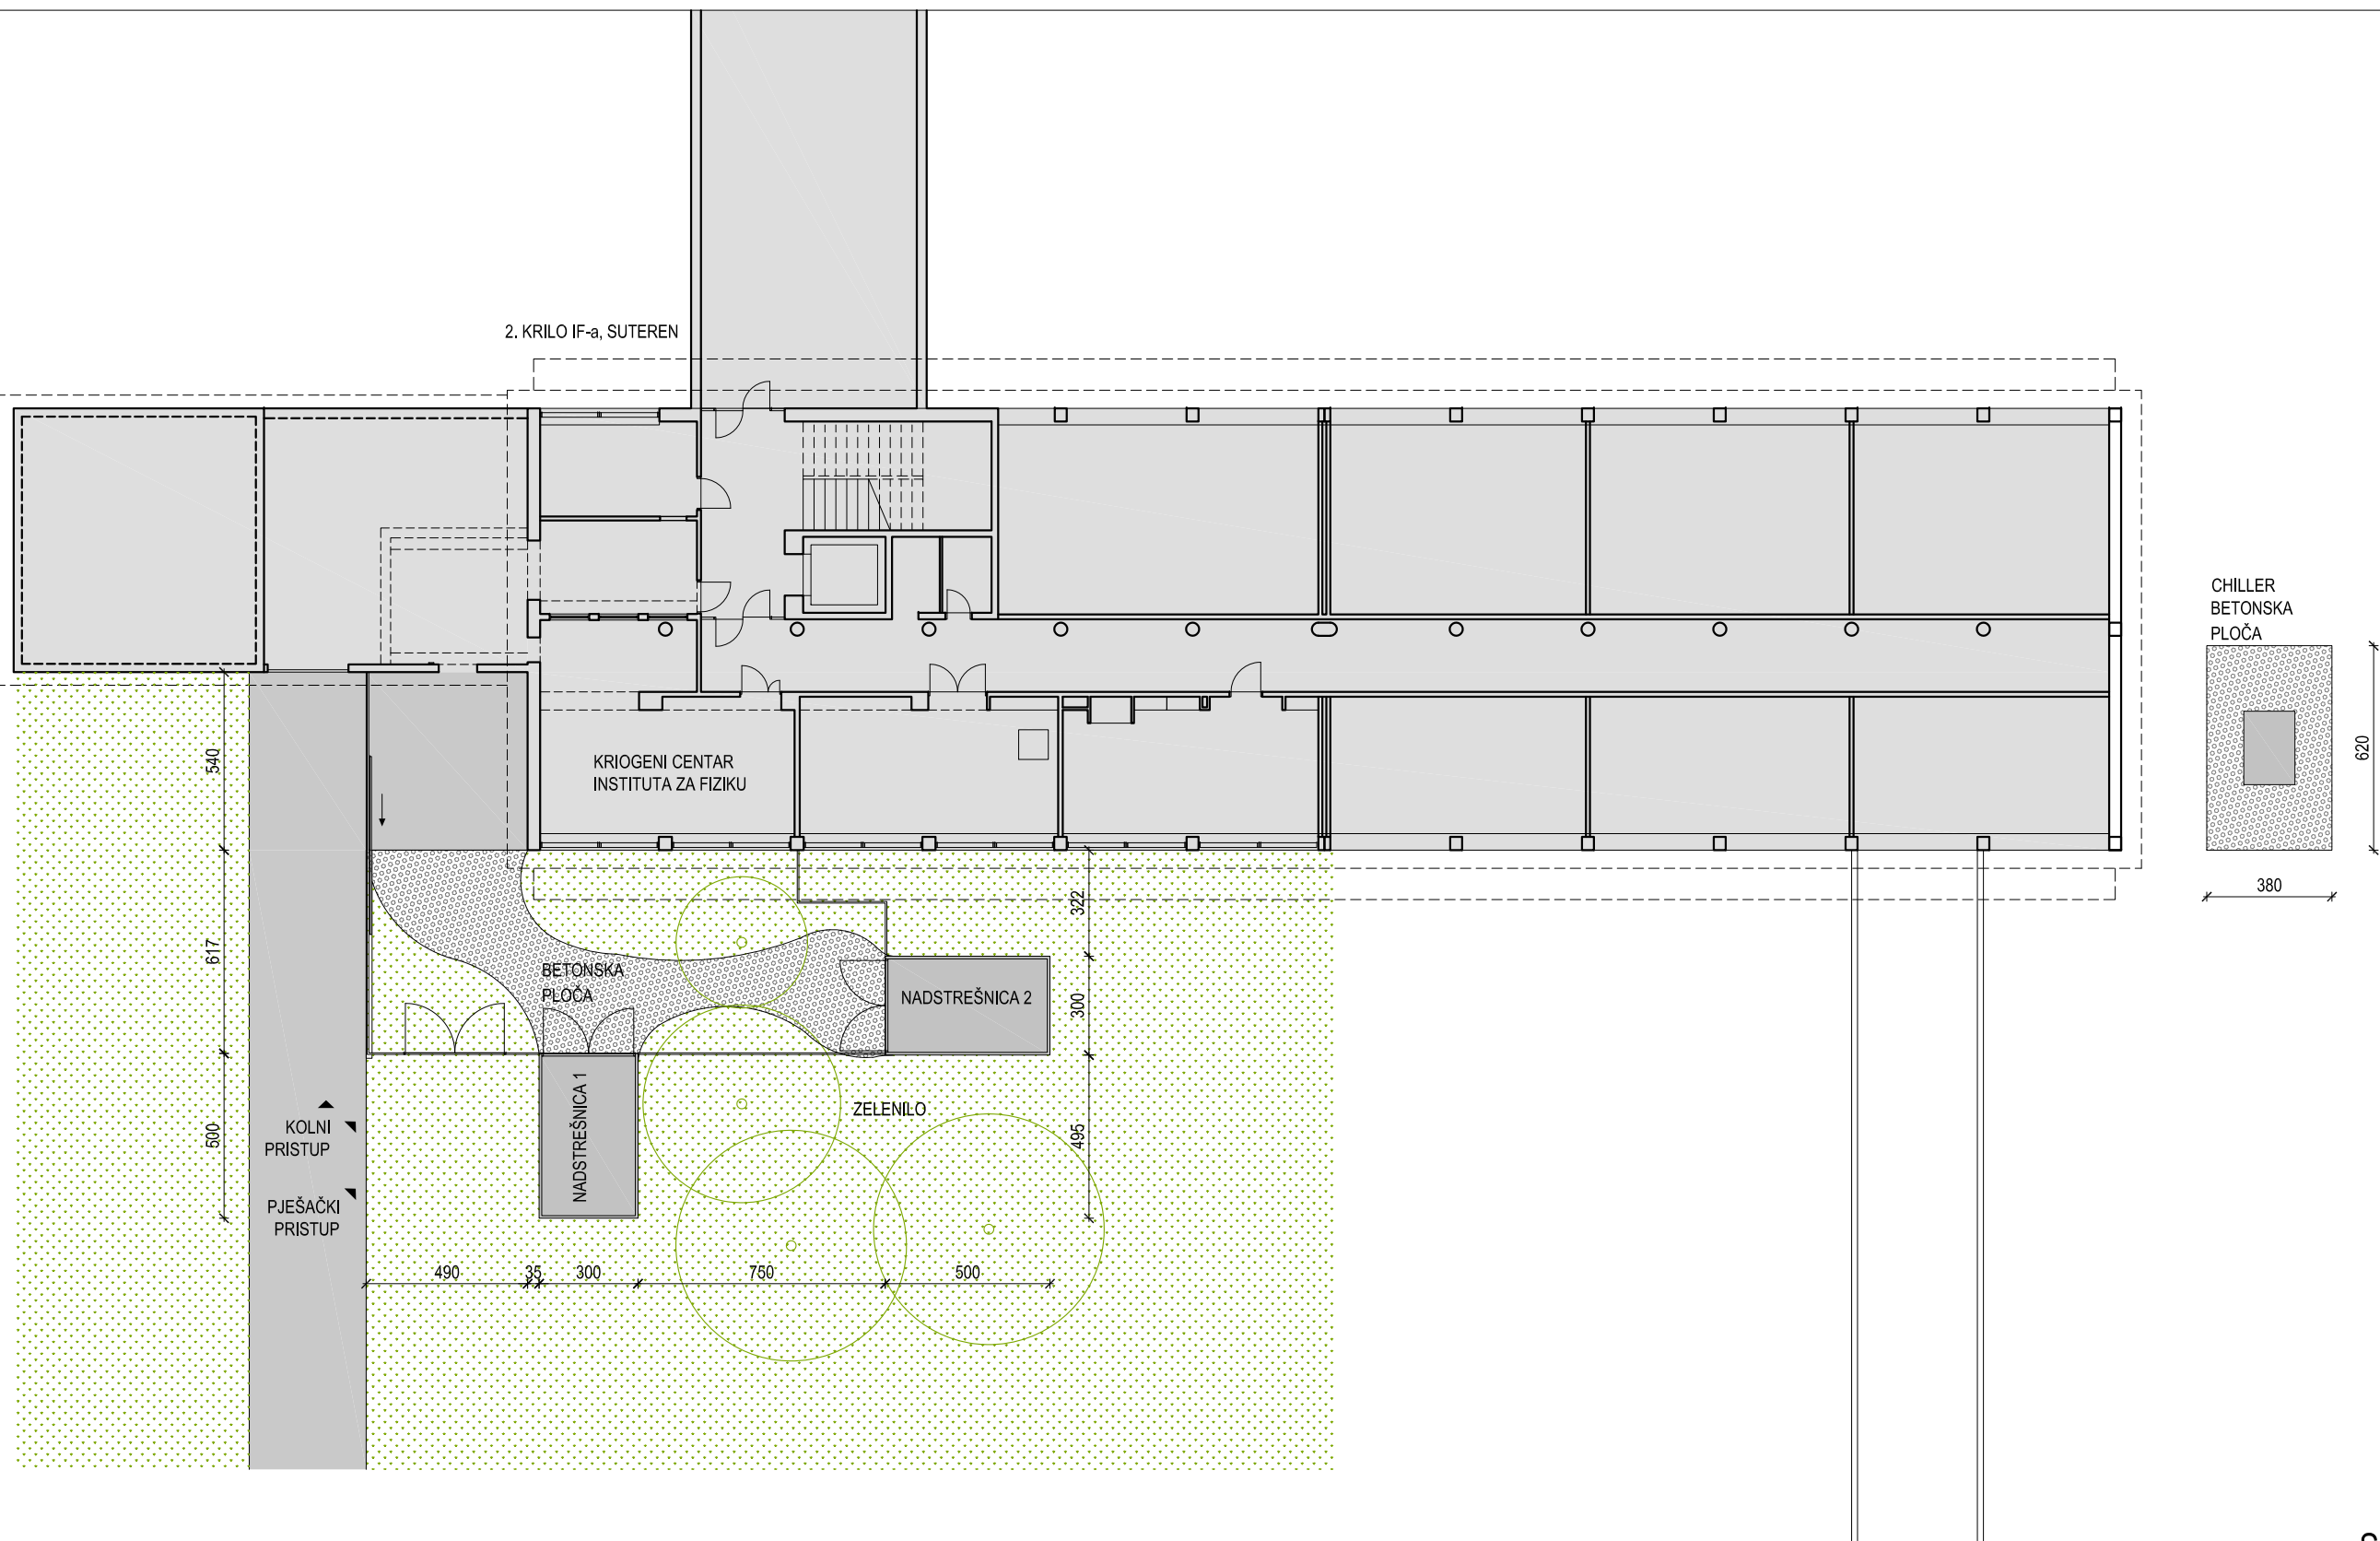 2. KRILO IF-a, SUTEREN
CHILLER
BETONSKA
PLOČA
620
380
KRIOGENI CENTAR
INSTITUTA ZA FIZIKU
540
617
500
322
300
495
BETONSKA
PLOČA
NADSTREŠNICA 2
NADSTREŠNICA 1
ZELENILO
KOLNI
PRISTUP
PJEŠAČKI
PRISTUP
490
35
300
750
500